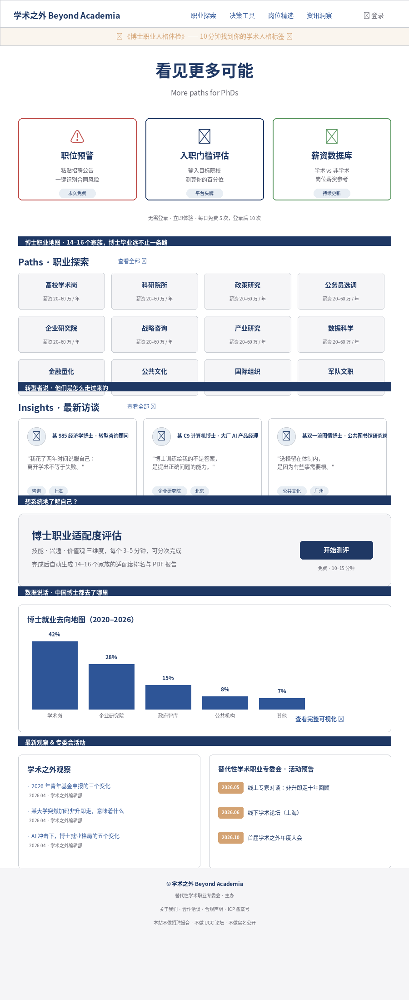 学术之外 Beyond Academia
职业探索 决策工具 岗位精选 资讯洞察 登录
《博士职业人格体检》—— 10 分钟找到你的学术人格标签
看见更多可能
More paths for PhDs
职位预警
粘贴招聘公告
一键识别合同风险
永久免费
入职门槛评估
输入目标院校
测算你的百分位
平台头牌
薪资数据库
学术 vs 非学术
岗位薪资参考
持续更新
无需登录 · 立即体验 · 每日免费 5 次，登录后 10 次
博士职业地图 · 14–16 个家族，博士毕业远不止一条路
Paths · 职业探索 查看全部
高校学术岗 科研院所 政策研究 公务员选调
薪资 20–60 万 / 年 薪资 20–60 万 / 年 薪资 20–60 万 / 年 薪资 20–60 万 / 年
企业研究院 战略咨询 产业研究 数据科学
薪资 20–60 万 / 年 薪资 20–60 万 / 年 薪资 20–60 万 / 年 薪资 20–60 万 / 年
金融量化 公共文化 国际组织 军队文职
转型者说 · 他们是怎么走过来的
Insights · 最新访谈 查看全部
某 985 经济学博士 · 转型咨询顾问
"我花了两年时间说服自己：
离开学术不等于失败。"
咨询 上海
某 C9 计算机博士 · 大厂 AI 产品经理
"博士训练给我的不是答案，
是提出正确问题的能力。"
企业研究院 北京
某双一流图情博士 · 公共图书馆研究岗
"选择留在体制内，
是因为有些事需要根。"
公共文化 广州
想系统地了解自己？
博士职业适配度评估
技能 · 兴趣 · 价值观 三维度，每个 3–5 分钟，可分次完成
完成后自动生成 14–16 个家族的适配度排名与 PDF 报告
开始测评
免费 · 10–15 分钟
数据说话 · 中国博士都去了哪里
博士就业去向地图（2020–2026）
42%
28%
15%
8%
7%
学术岗 企业研究院 政府智库 公共机构 其他
查看完整可视化
最新观察 & 专委会活动
学术之外观察
· 2026 年青年基金申报的三个变化
2026.04 · 学术之外编辑部
· 某大学突然加码非升即走，意味着什么
2026.04 · 学术之外编辑部
· AI 冲击下，博士就业格局的五个变化
2026.04 · 学术之外编辑部
替代性学术职业专委会 · 活动预告
2026.05 线上专家对谈：非升即走十年回顾
2026.06 线下学术论坛（上海）
2026.10 首届学术之外年度大会
© 学术之外 Beyond Academia
替代性学术职业专委会 · 主办
关于我们 · 合作洽谈 · 合规声明 · ICP 备案号
本站不做招聘撮合 · 不做 UGC 论坛 · 不做实名公开